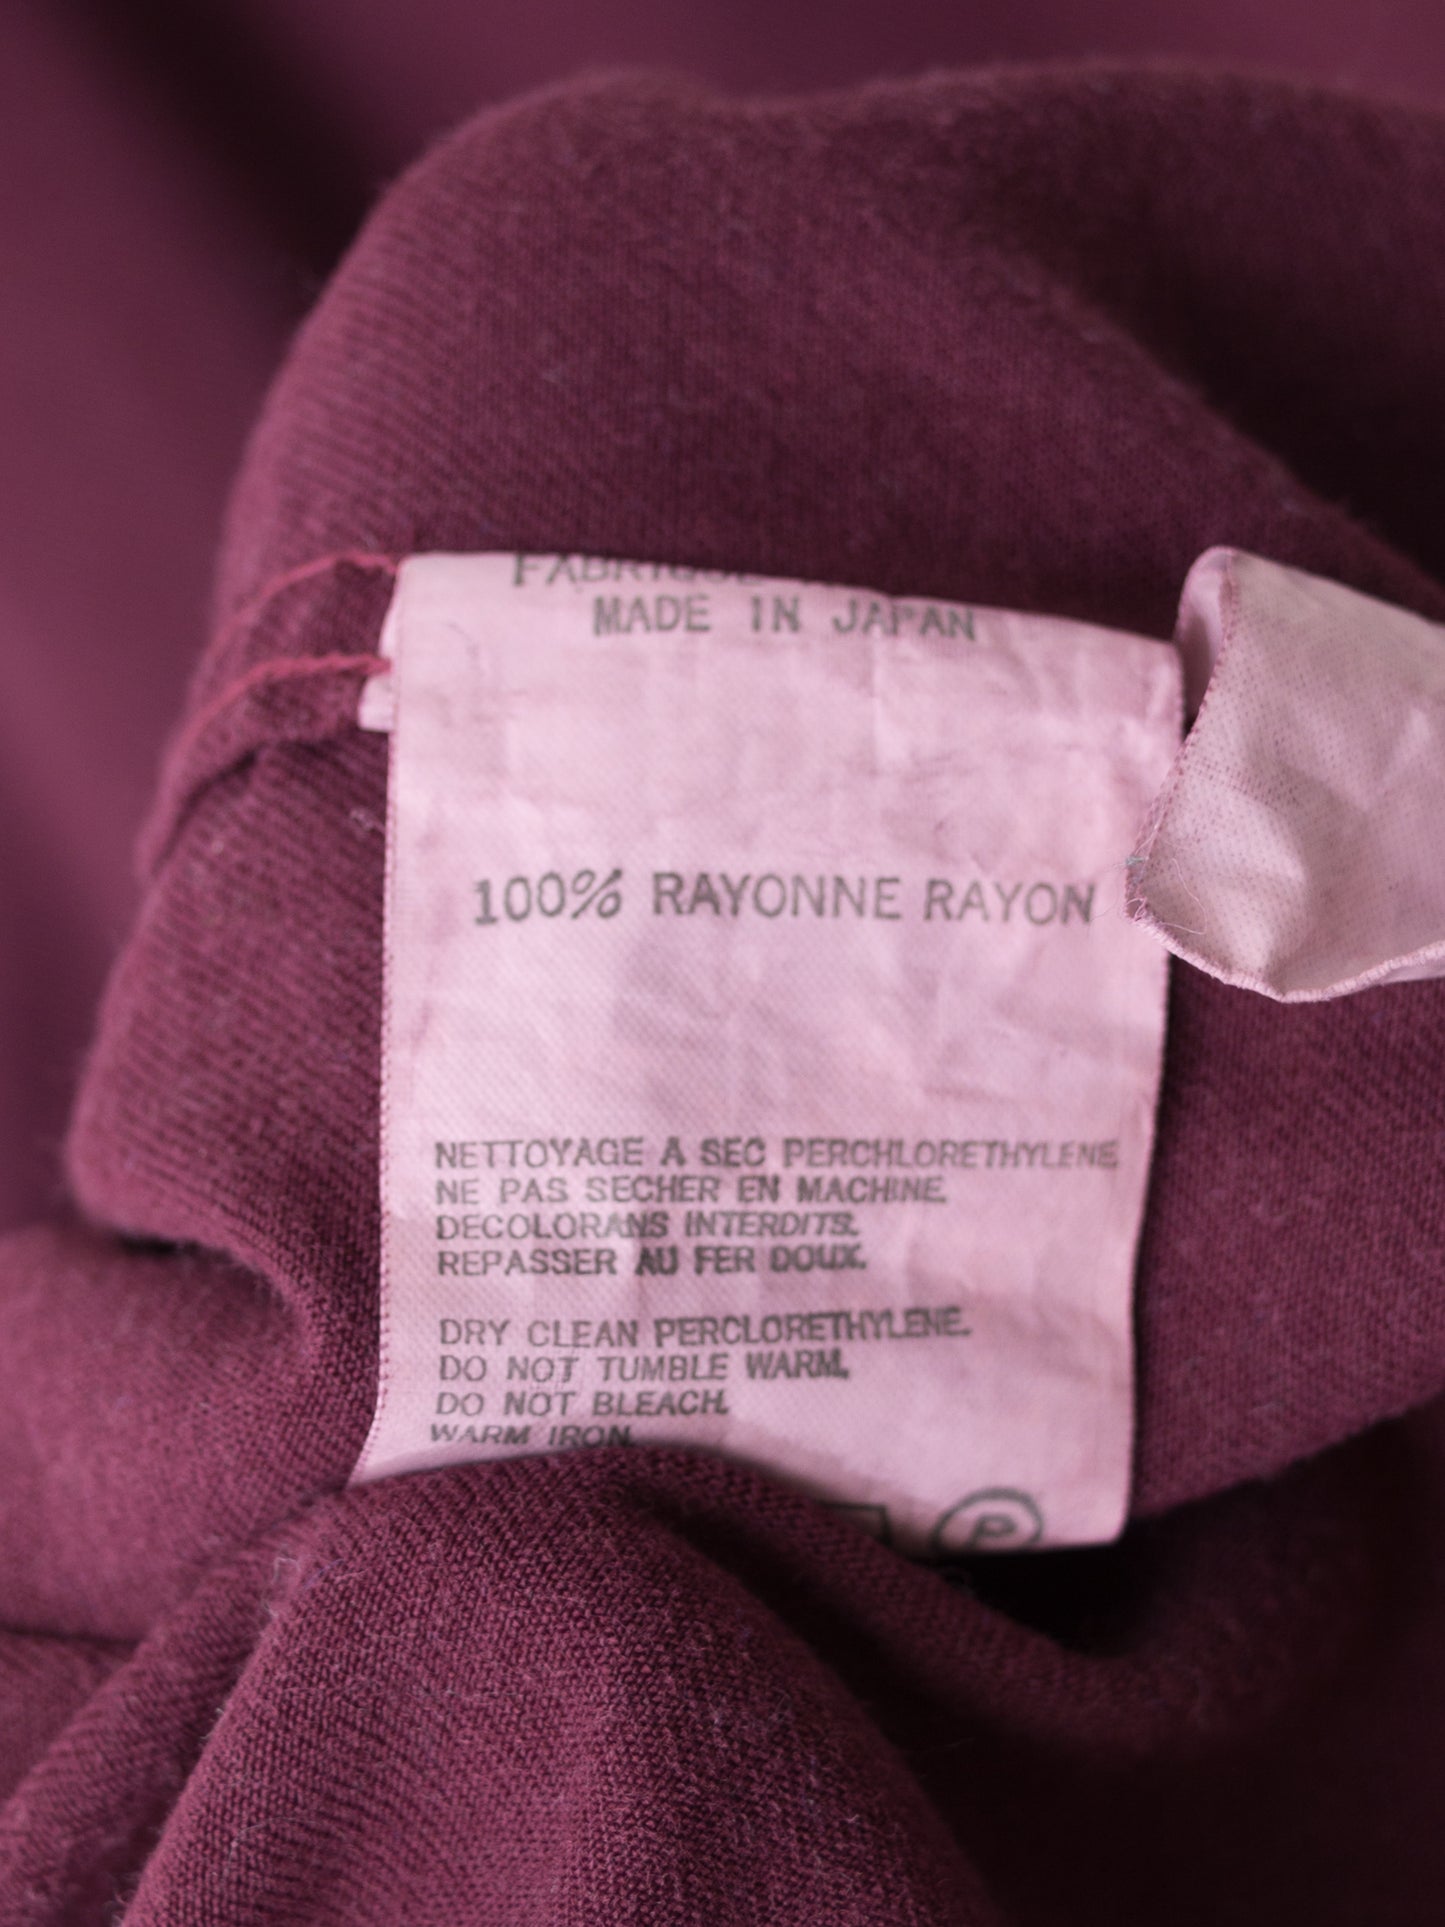 MADE IN JAPAN
100% RAYONNE RAYON
NETTOYAGE A SEC PERCHLORETHYLENE
NE PAS SECHER EN MACHINE.
DECOLORANS INTERDITS.
REPASSER AU FER DOUX.
DRY CLEAN PERCLORETHYLENE.
DO NOT TUMBLE WARM.
DO NOT BLEACH.
WARM IRON.
P